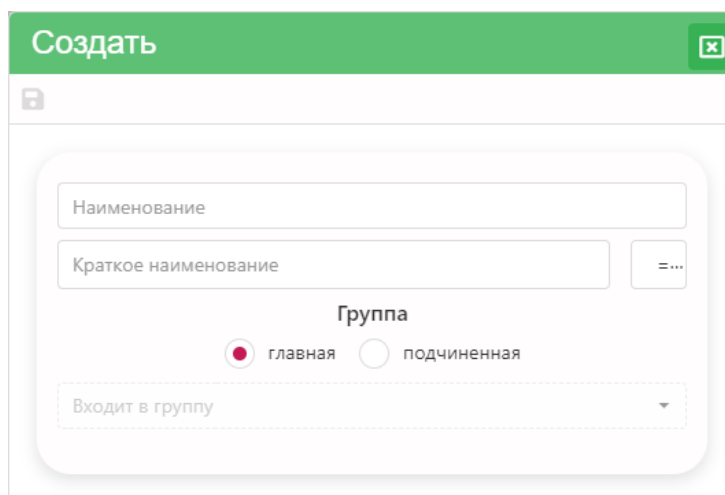 Создать
Наименование
Краткое наименование =...
Группа
главная подчиненная
Входит в группу